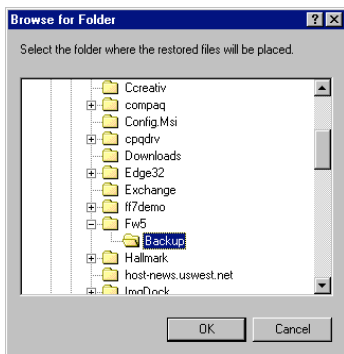 Browse for Folder
Select the folder where the restored files will be placed.
Ccreativ
compaq
Config.Msi
cpqdrv
Downloads
Edge32
Exchange
ff7demo
Fw5
Backup
Hallmark
host-news.uswest.net
ImgDock
OK
Cancel